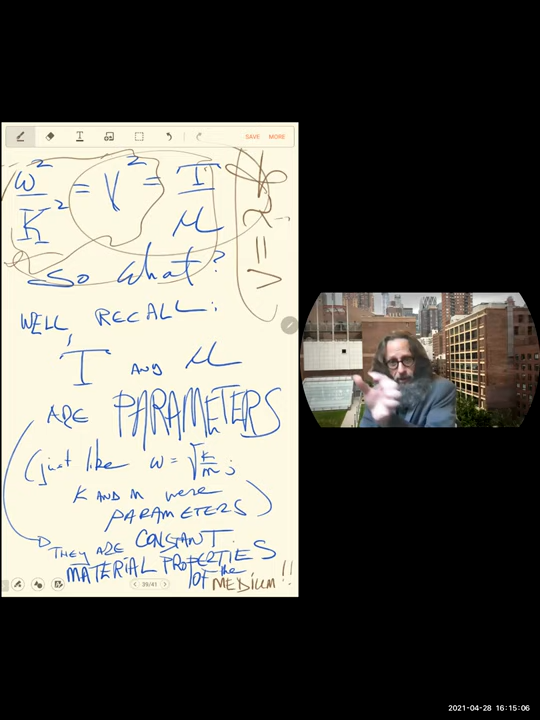 SAVE MORE
ω²/K² = V² = T/μ
So what?
WELL, RECALL:
T AND μ
ARE PARAMETERS
(just like ω = √k/m ;
K AND M were
PARAMETERS)
THEY ARE CONSTANT
MATERIAL PROPERTIES
OF the MEDIUM!!
39/41
2021-04-28 16:15:06